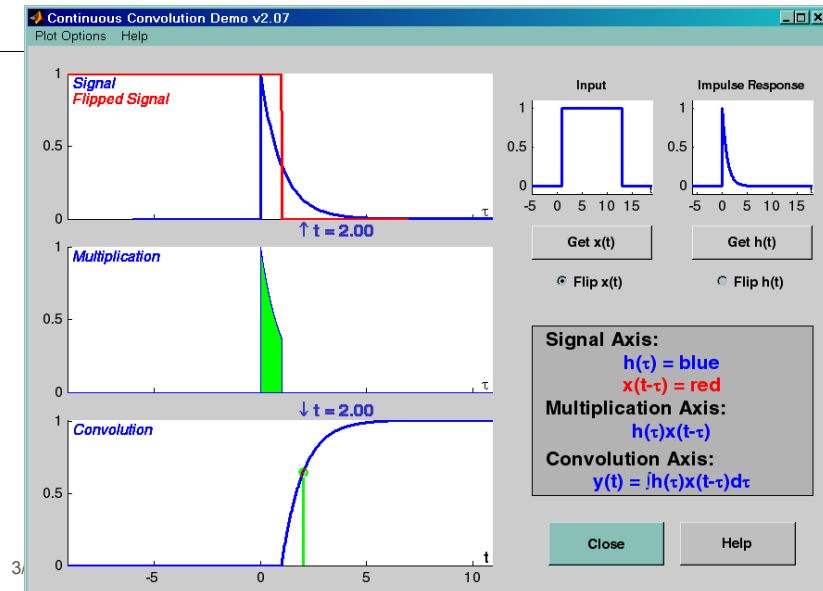 Continuous Convolution Demo v2.07
Plot Options Help
Signal
Flipped Signal
1
0.5
0
τ
↑ t = 2.00
Multiplication
1
0.5
0
τ
↓ t = 2.00
Convolution
1
0.5
0
t
-5 0 5 10
Input
1
0.5
0
-5 0 5 10 15
Impulse Response
1
0.5
0
-5 0 5 10 15
Get x(t) Get h(t)
Flip x(t) Flip h(t)
Signal Axis:
h(τ) = blue
x(t-τ) = red
Multiplication Axis:
h(τ)x(t-τ)
Convolution Axis:
y(t) = ∫h(τ)x(t-τ)dτ
Close Help
3/